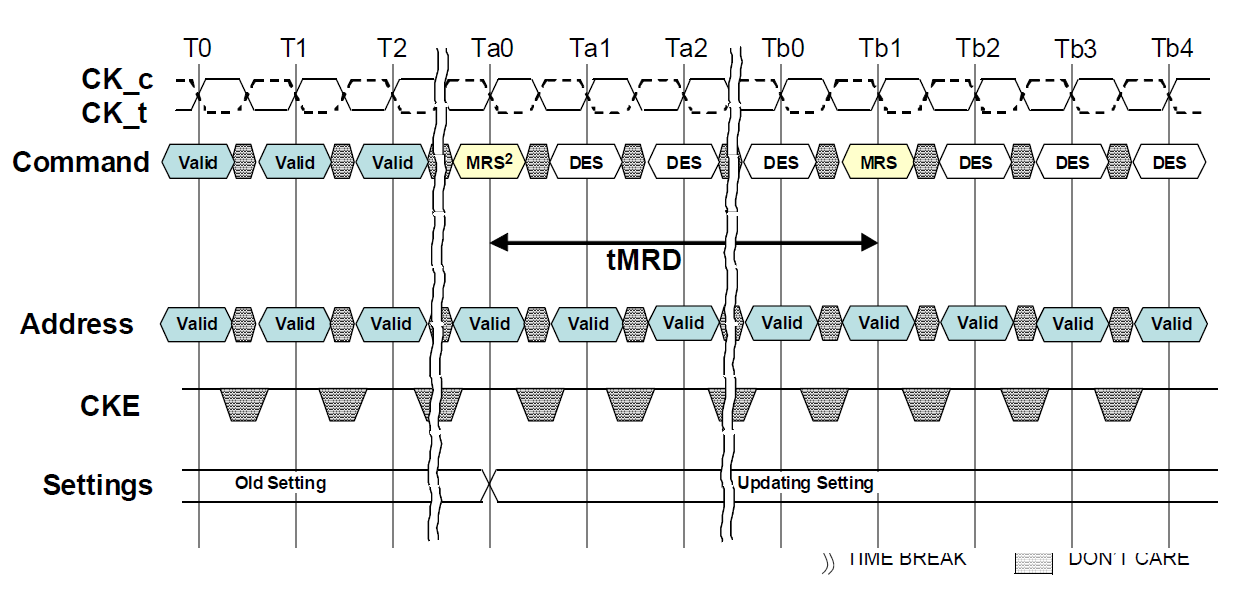 T0 T1 T2 Ta0 Ta1 Ta2 Tb0 Tb1 Tb2 Tb3 Tb4
CK_c
CK_t
Command Valid Valid Valid MRS² DES DES DES MRS DES DES DES
tMRD
Address Valid Valid Valid Valid Valid Valid Valid Valid Valid Valid Valid
CKE
Settings Old Setting Updating Setting
TIME BREAK DON'T CARE